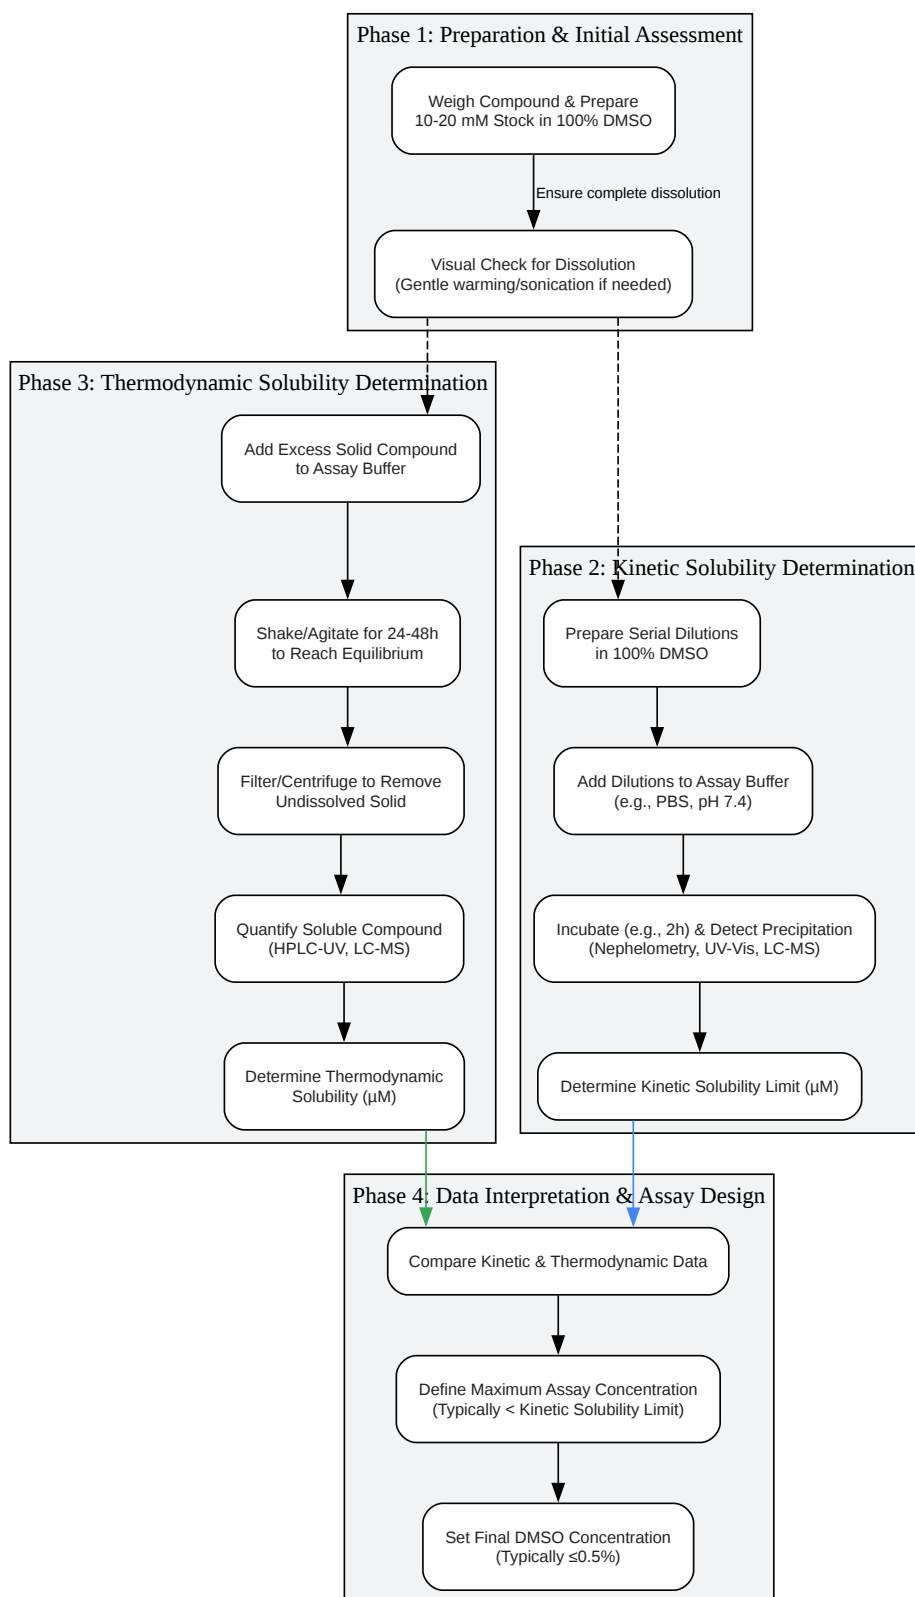 Phase 1: Preparation & Initial Assessment
Weigh Compound & Prepare
10-20 mM Stock in 100% DMSO
Ensure complete dissolution
Visual Check for Dissolution
(Gentle warming/sonication if needed)
Phase 3: Thermodynamic Solubility Determination
Add Excess Solid Compound
to Assay Buffer
Shake/Agitate for 24-48h
to Reach Equilibrium
Filter/Centrifuge to Remove
Undissolved Solid
Quantify Soluble Compound
(HPLC-UV, LC-MS)
Determine Thermodynamic
Solubility (µM)
Phase 2: Kinetic Solubility Determination
Prepare Serial Dilutions
in 100% DMSO
Add Dilutions to Assay Buffer
(e.g., PBS, pH 7.4)
Incubate (e.g., 2h) & Detect Precipitation
(Nephelometry, UV-Vis, LC-MS)
Determine Kinetic Solubility Limit (µM)
Phase 4: Data Interpretation & Assay Design
Compare Kinetic & Thermodynamic Data
Define Maximum Assay Concentration
(Typically < Kinetic Solubility Limit)
Set Final DMSO Concentration
(Typically ≤0.5%)